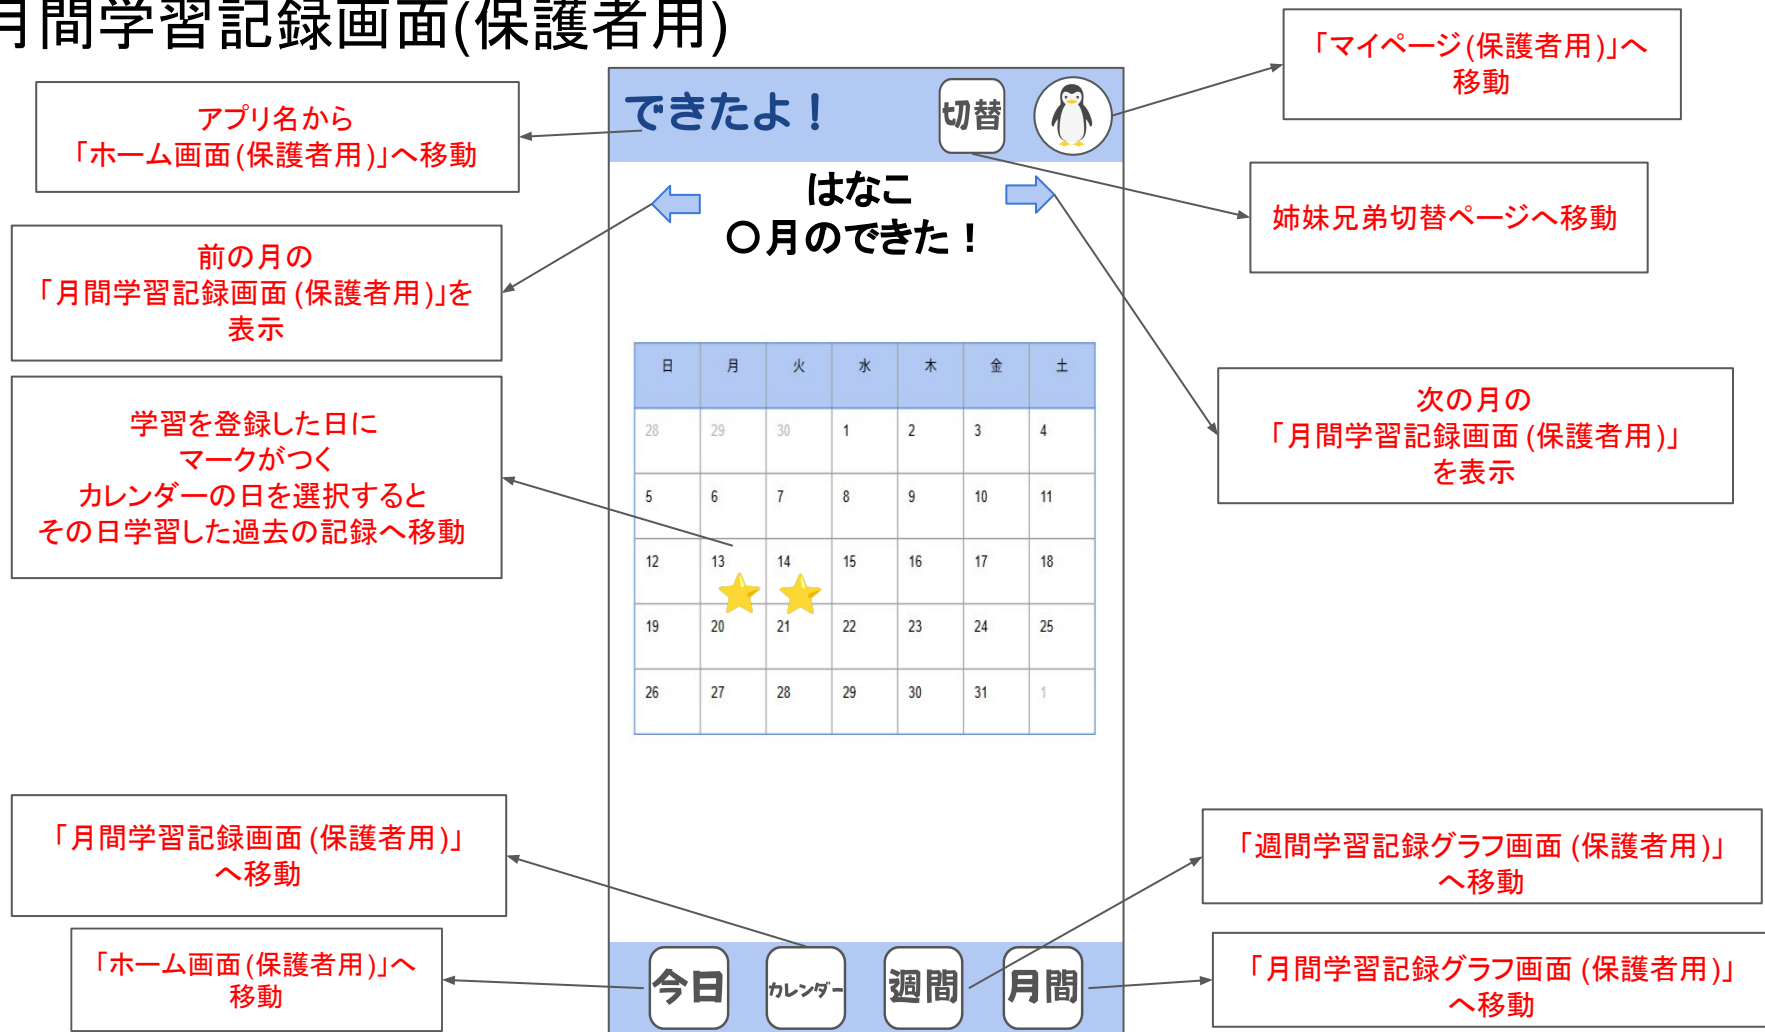 月間学習記録画面(保護者用)
「マイページ(保護者用)」へ
移動
アプリ名から
「ホーム画面(保護者用)」へ移動
できたよ！
切替
姉妹兄弟切替ページへ移動
はなこ
〇月のできた！
前の月の
「月間学習記録画面(保護者用)」を
表示
次の月の
「月間学習記録画面(保護者用)」
を表示
学習を登録した日に
マークがつく
カレンダーの日を選択すると
その日学習した過去の記録へ移動
日 月 火 水 木 金 土
28 29 30 1 2 3 4
5 6 7 8 9 10 11
12 13 14 15 16 17 18
19 20 21 22 23 24 25
26 27 28 29 30 31 1
「月間学習記録画面(保護者用)」
へ移動
「週間学習記録グラフ画面(保護者用)」
へ移動
「ホーム画面(保護者用)」へ
移動
今日 カレンダー 週間 月間
「月間学習記録グラフ画面(保護者用)」
へ移動